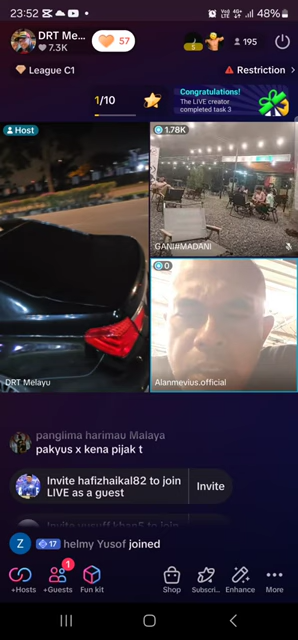 23:52
48%
DRT Me...
7.3K
57
195
League C1
Restriction >
1/10
Congratulations!
The LIVE creator
completed task 3
Host
1.78K
GANI#MADANI
0
DRT Melayu
Alanmevius.official
panglima harimau Malaya
pakyus x kena pijak t
Invite hafizhaikal82 to join
LIVE as a guest
Invite
Z
17 helmy Yusof joined
1
+Hosts
+Guests
Fun kit
Shop
Subscri...
Enhance
More